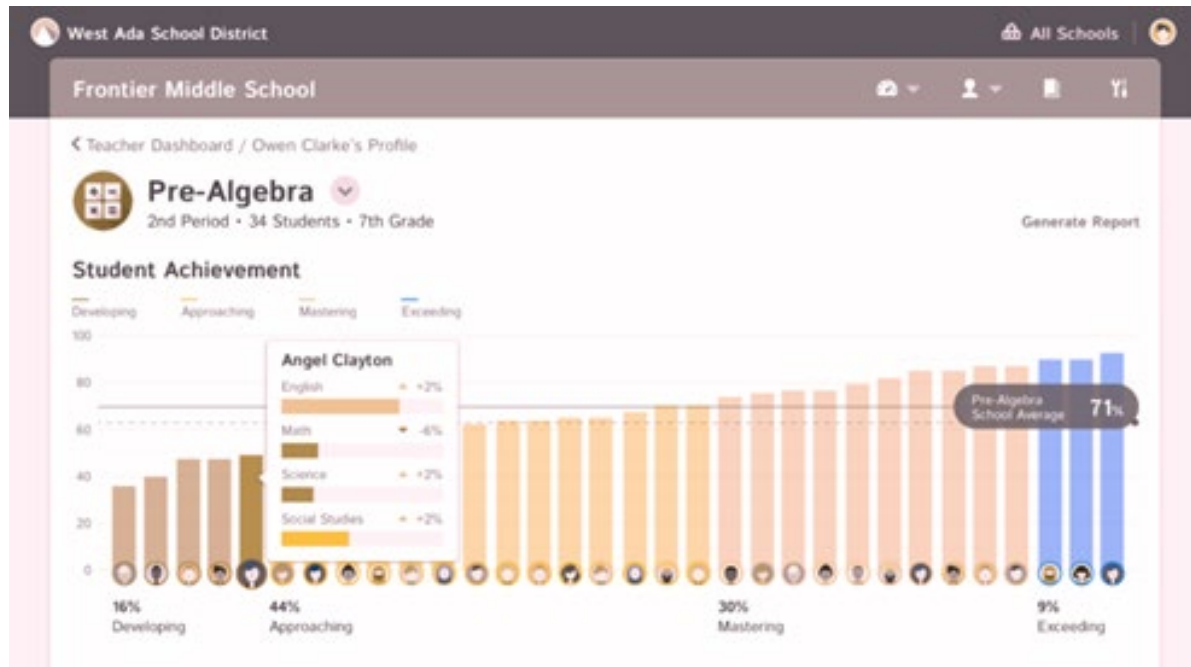 West Ada School District
All Schools
Frontier Middle School
Teacher Dashboard / Owen Clarke's Profile
Pre-Algebra
2nd Period • 34 Students • 7th Grade
Generate Report
Student Achievement
Developing Approaching Mastering Exceeding
100
80
60
40
20
0
Angel Clayton
English +2%
Math -6%
Science +2%
Social Studies +2%
Pre-Algebra
School Average
71%
16%
Developing
44%
Approaching
30%
Mastering
9%
Exceeding